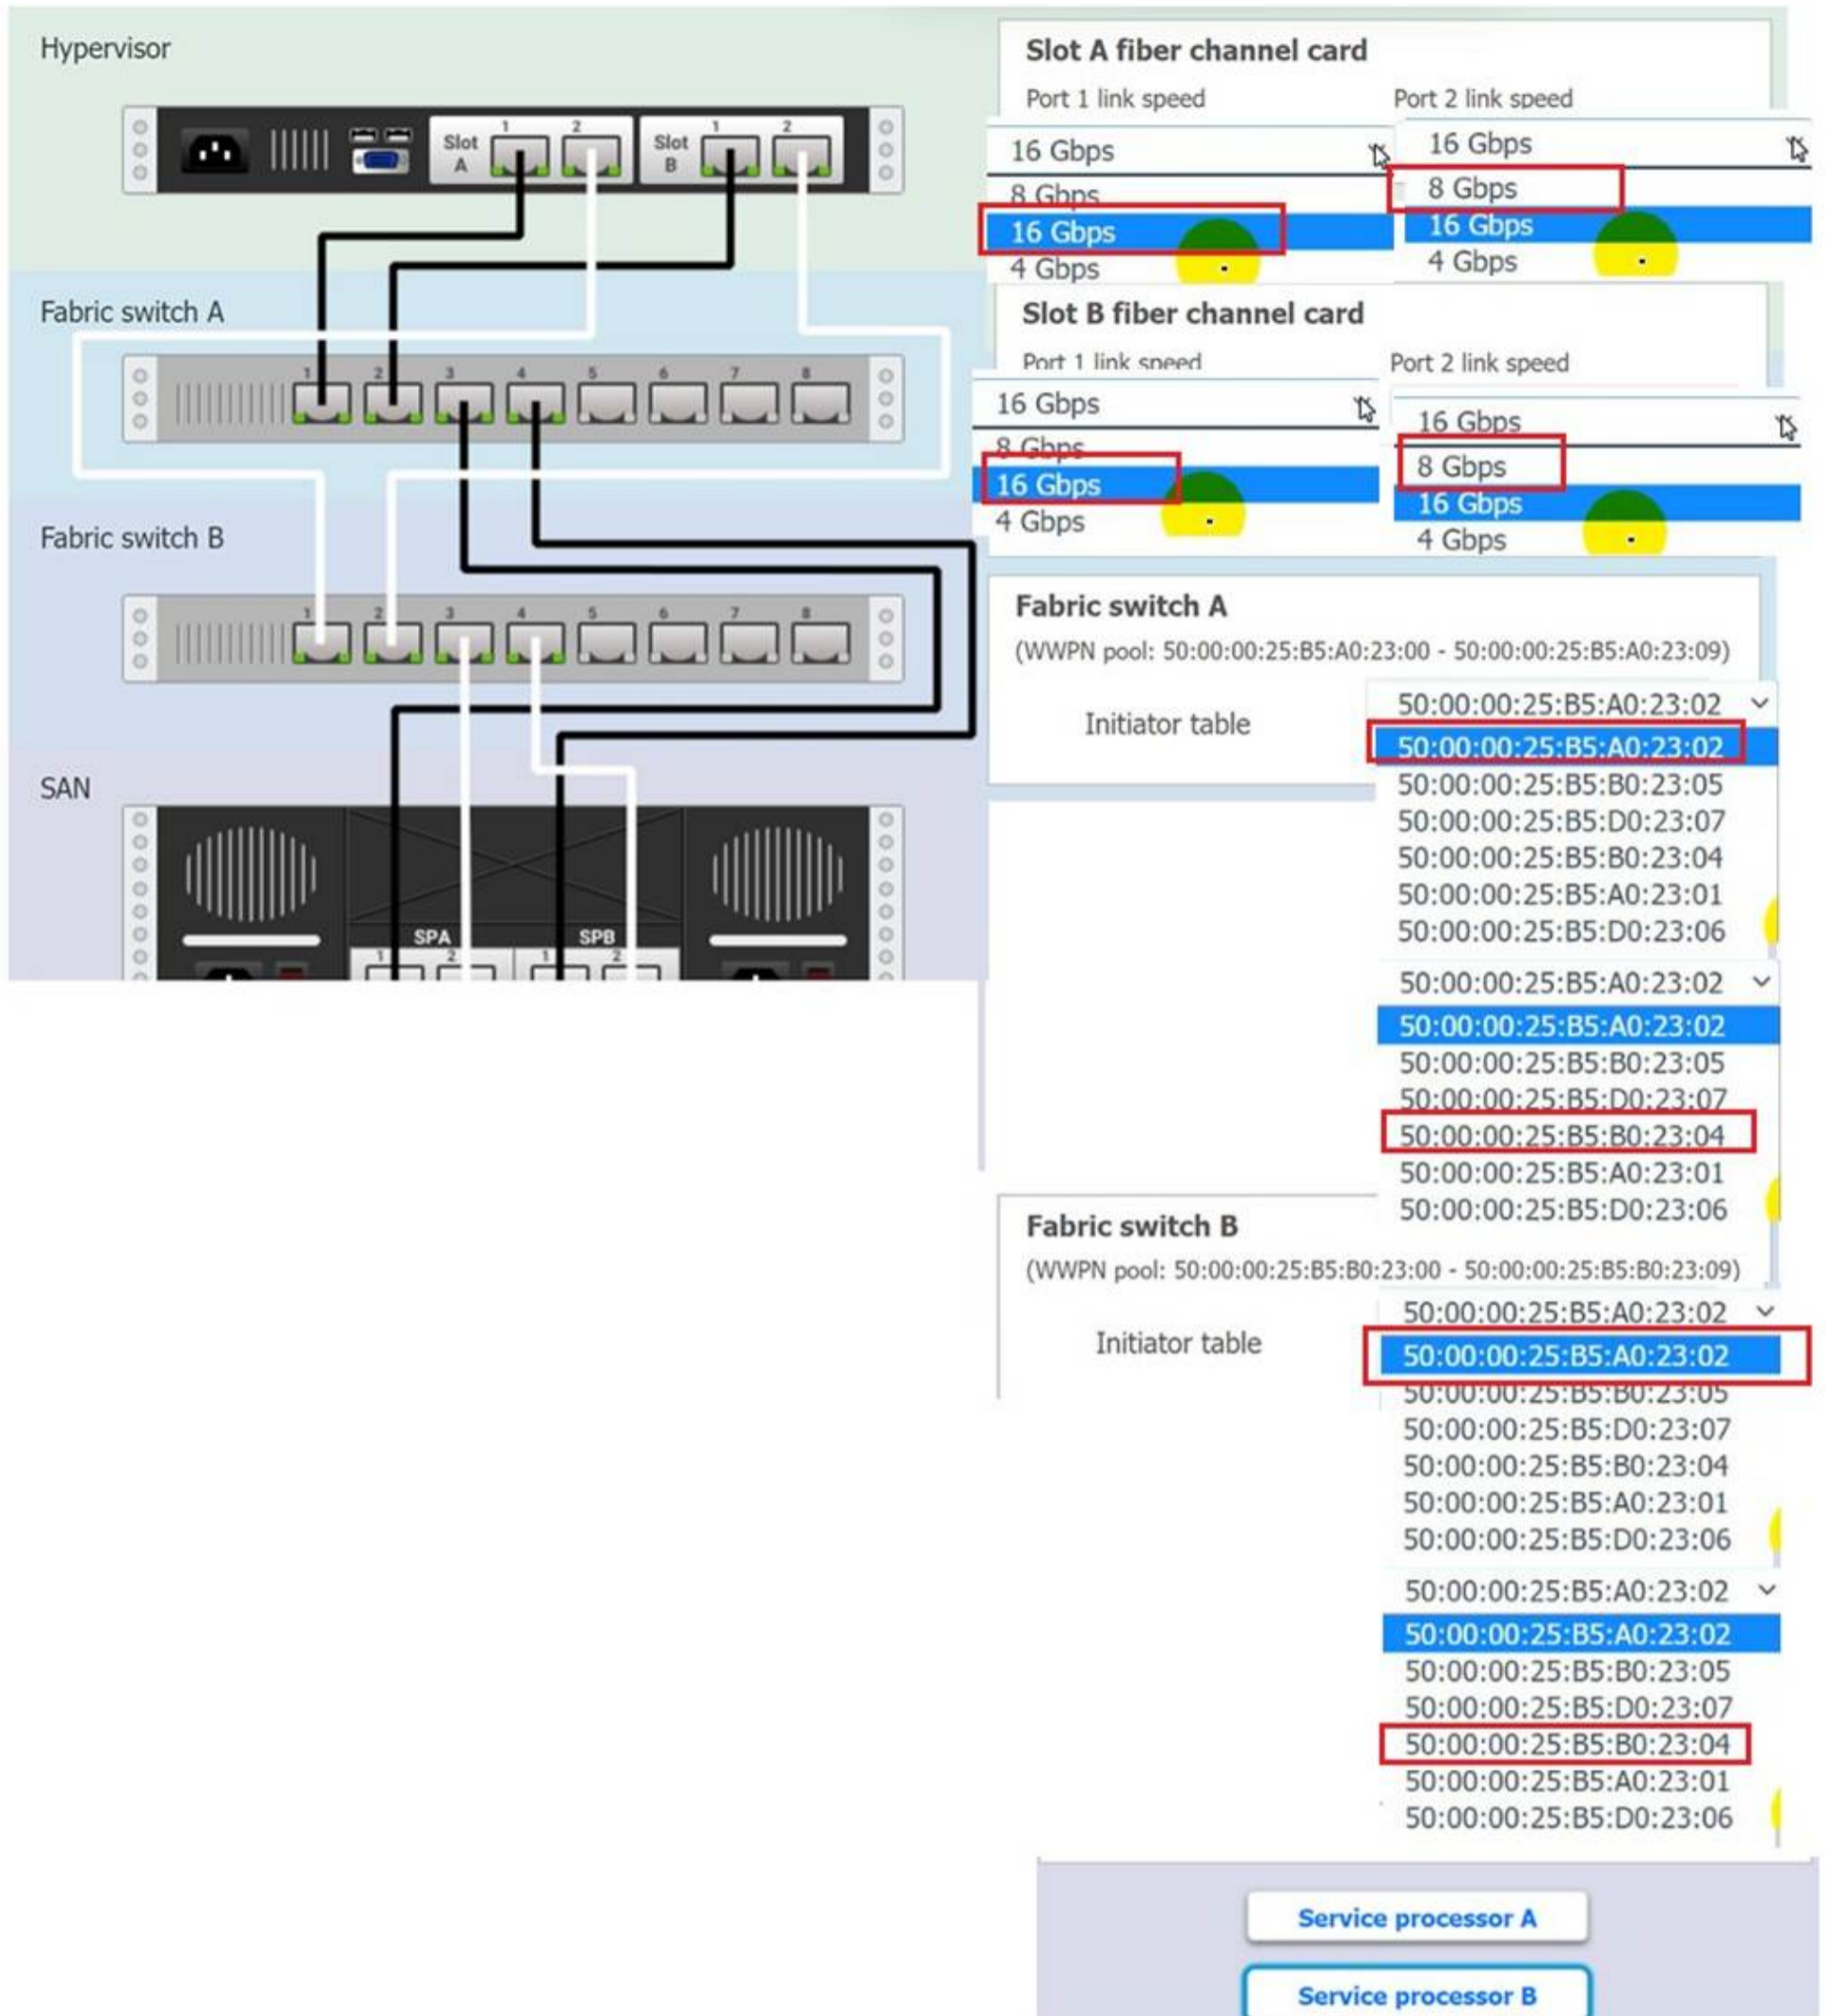 Hypervisor
Slot A
1
2
Slot B
1
2
Fabric switch A
1
2
3
4
5
6
7
8
Fabric switch B
1
2
3
4
5
6
7
8
SAN
SPA
1
2
SPB
1
2
Slot A fiber channel card
Port 1 link speed
Port 2 link speed
16 Gbps
8 Gbps
16 Gbps
4 Gbps
16 Gbps
8 Gbps
16 Gbps
4 Gbps
Slot B fiber channel card
Port 1 link speed
Port 2 link speed
16 Gbps
8 Gbps
16 Gbps
4 Gbps
16 Gbps
8 Gbps
16 Gbps
4 Gbps
Fabric switch A
(WWPN pool: 50:00:00:25:B5:A0:23:00 - 50:00:00:25:B5:A0:23:09)
Initiator table
50:00:00:25:B5:A0:23:02
50:00:00:25:B5:A0:23:02
50:00:00:25:B5:B0:23:05
50:00:00:25:B5:D0:23:07
50:00:00:25:B5:B0:23:04
50:00:00:25:B5:A0:23:01
50:00:00:25:B5:D0:23:06
50:00:00:25:B5:A0:23:02
50:00:00:25:B5:A0:23:02
50:00:00:25:B5:B0:23:05
50:00:00:25:B5:D0:23:07
50:00:00:25:B5:B0:23:04
50:00:00:25:B5:A0:23:01
50:00:00:25:B5:D0:23:06
Fabric switch B
(WWPN pool: 50:00:00:25:B5:B0:23:00 - 50:00:00:25:B5:B0:23:09)
Initiator table
50:00:00:25:B5:A0:23:02
50:00:00:25:B5:A0:23:02
50:00:00:25:B5:B0:23:05
50:00:00:25:B5:D0:23:07
50:00:00:25:B5:B0:23:04
50:00:00:25:B5:A0:23:01
50:00:00:25:B5:D0:23:06
50:00:00:25:B5:A0:23:02
50:00:00:25:B5:A0:23:02
50:00:00:25:B5:B0:23:05
50:00:00:25:B5:D0:23:07
50:00:00:25:B5:B0:23:04
50:00:00:25:B5:A0:23:01
50:00:00:25:B5:D0:23:06
Service processor A
Service processor B